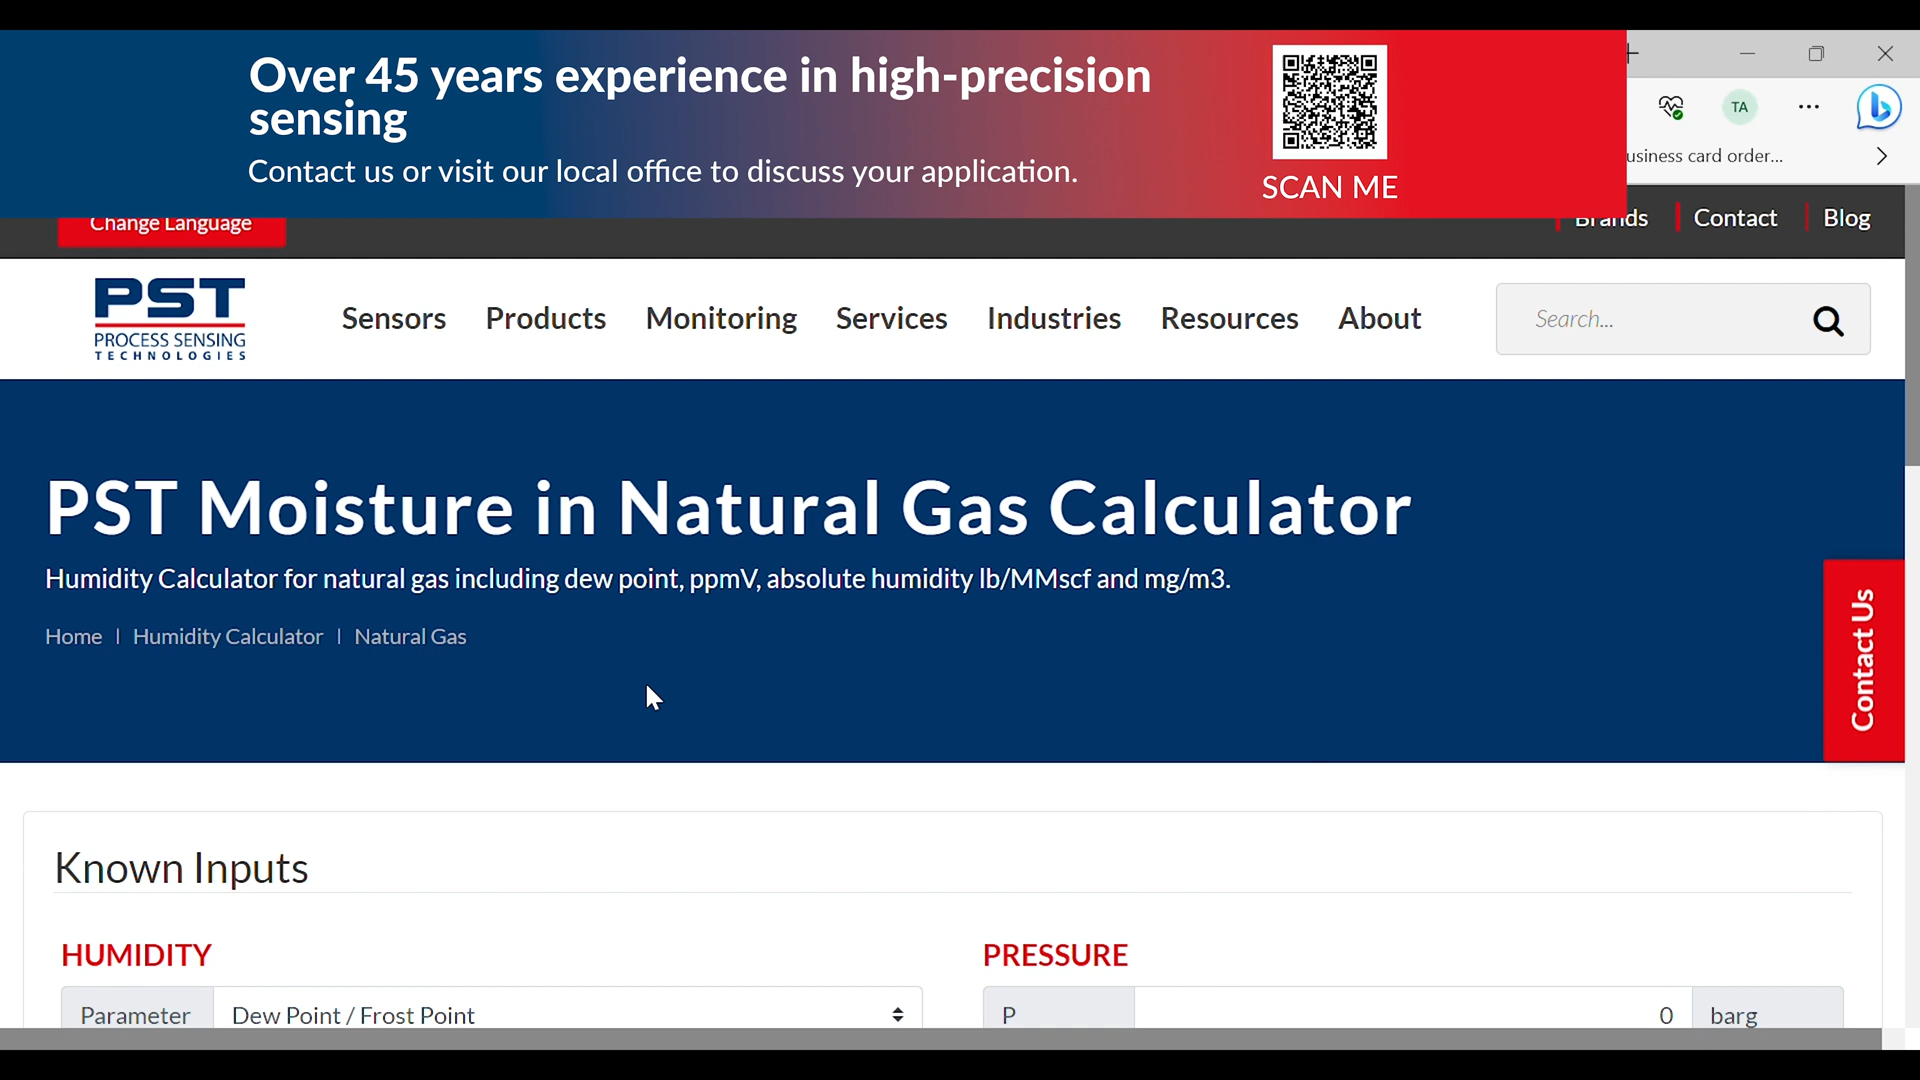 Over 45 years experience in high-precision
sensing
Contact us or visit our local office to discuss your application.
SCAN ME
TA
usiness card order...
Change Language
Brands
Contact
Blog
PST
PROCESS SENSING
TECHNOLOGIES
Sensors
Products
Monitoring
Services
Industries
Resources
About
Search...
PST Moisture in Natural Gas Calculator
Humidity Calculator for natural gas including dew point, ppmV, absolute humidity lb/MMscf and mg/m3.
Home | Humidity Calculator | Natural Gas
Contact Us
Known Inputs
HUMIDITY
PRESSURE
Parameter
Dew Point / Frost Point
P
0
barg